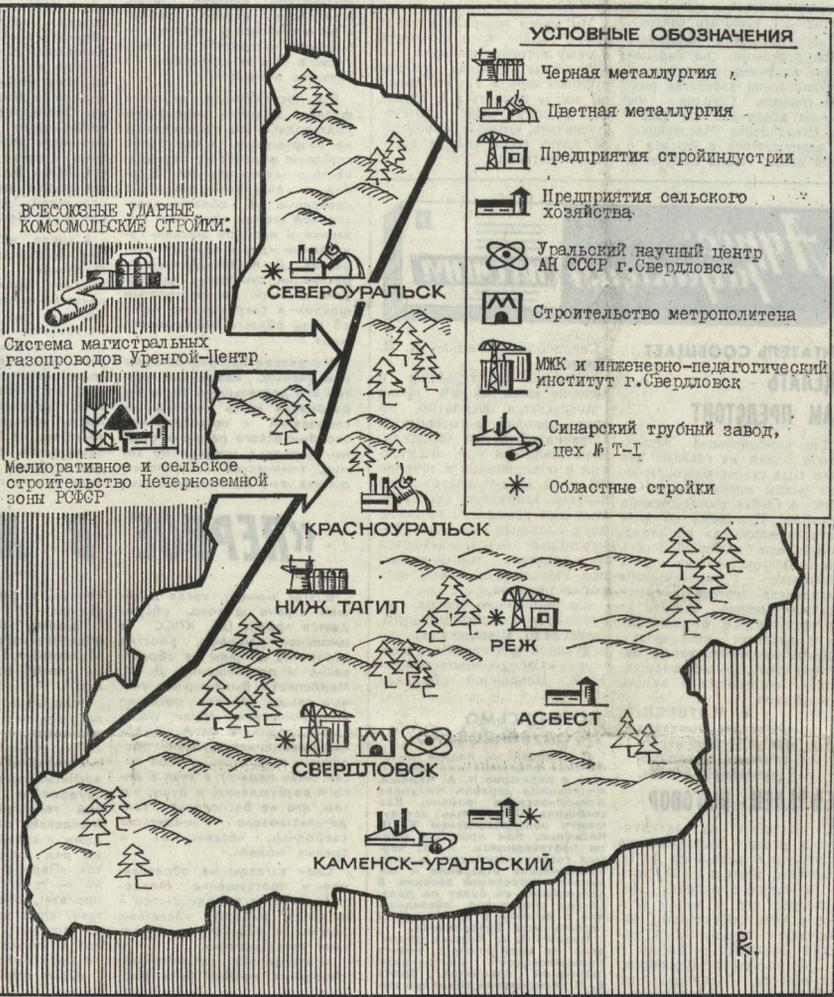 УСЛОВНЫЕ ОБОЗНАЧЕНИЯ
Черная металлургия
Цветная металлургия
Предприятия стройиндустрии
Предприятия сельского
хозяйства
Уральский научный центр
АН СССР г.Свердловск
Строительство метрополитена
МЖК и инженерно-педагогический
институт г.Свердловск
Синарский трубный завод,
цех № Т-I
Областные стройки
ВСЕСОЮЗНЫЕ УДАРНЫЕ
КОМСОМОЛЬСКИЕ СТРОЙКИ:
Система магистральных
газопроводов Уренгой-Центр
Мелиоративное и сельское
строительство Нечерноземной
зоны РСФСР
СЕВЕРОУРАЛЬСК
КРАСНОУРАЛЬСК
НИЖ. ТАГИЛ
РЕЖ
АСБЕСТ
СВЕРДЛОВСК
КАМЕНСК-УРАЛЬСКИЙ